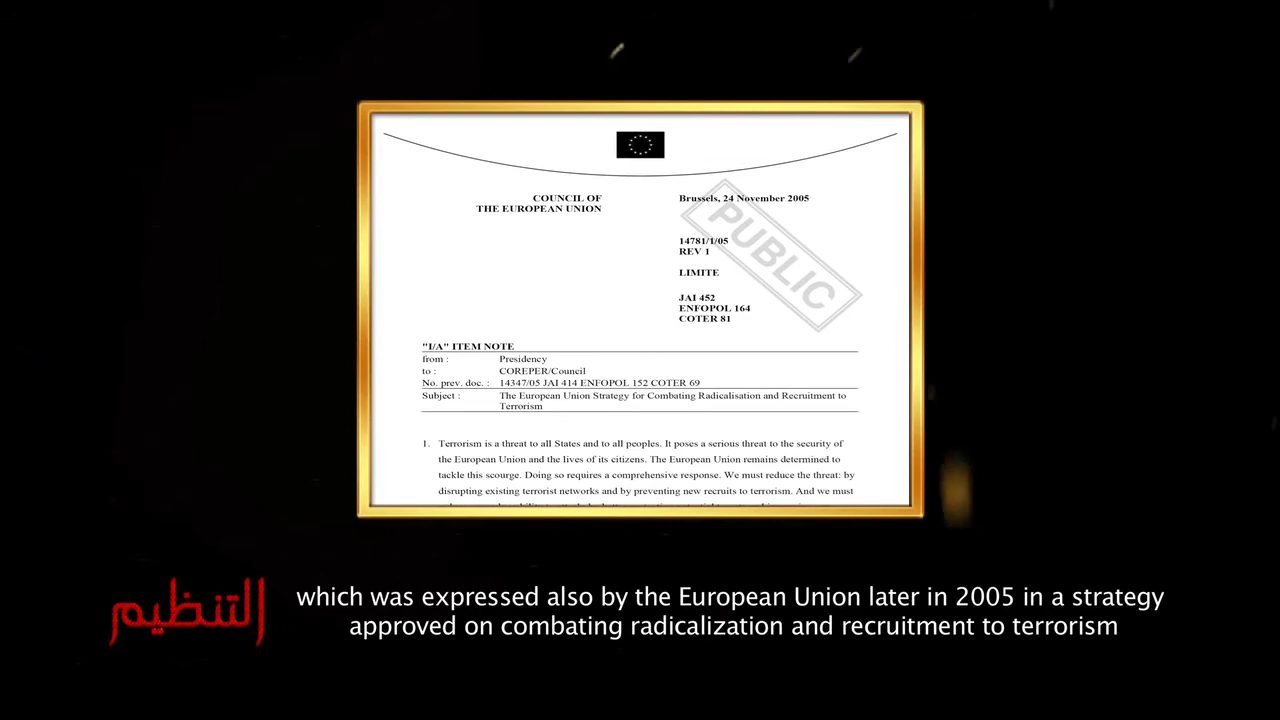 COUNCIL OF
THE EUROPEAN UNION
Brussels, 24 November 2005
PUBLIC
14781/1/05
REV 1
LIMITE
JAI 452
ENFOPOL 164
COTER 81
"I/A" ITEM NOTE
from : Presidency
to : COREPER/Council
No. prev. doc. : 14347/05 JAI 414 ENFOPOL 152 COTER 69
Subject : The European Union Strategy for Combating Radicalisation and Recruitment to
Terrorism
1. Terrorism is a threat to all States and to all peoples. It poses a serious threat to the security of
the European Union and the lives of its citizens. The European Union remains determined to
tackle this scourge. Doing so requires a comprehensive response. We must reduce the threat: by
disrupting existing terrorist networks and by preventing new recruits to terrorism. And we must
التنظيم
which was expressed also by the European Union later in 2005 in a strategy
approved on combating radicalization and recruitment to terrorism